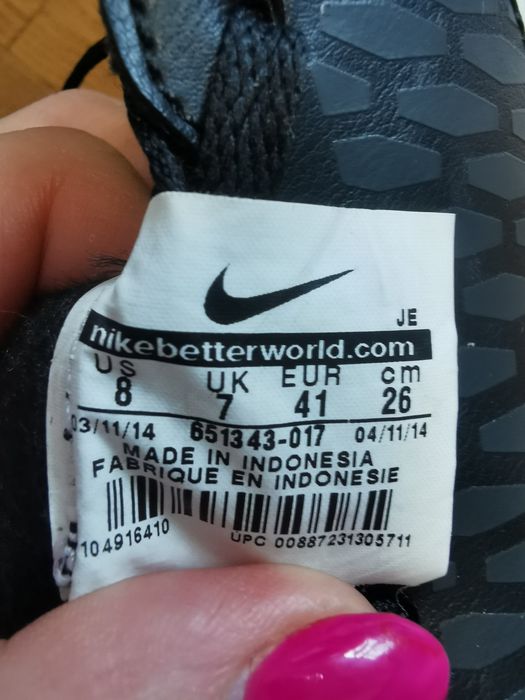 JE
nikebetterworld.com
US UK EUR cm
8 7 41 26
03/11/14 651343-017 04/11/14
MADE IN INDONESIA
FABRIQUE EN INDONESIE
104916410 UPC 00887231305711